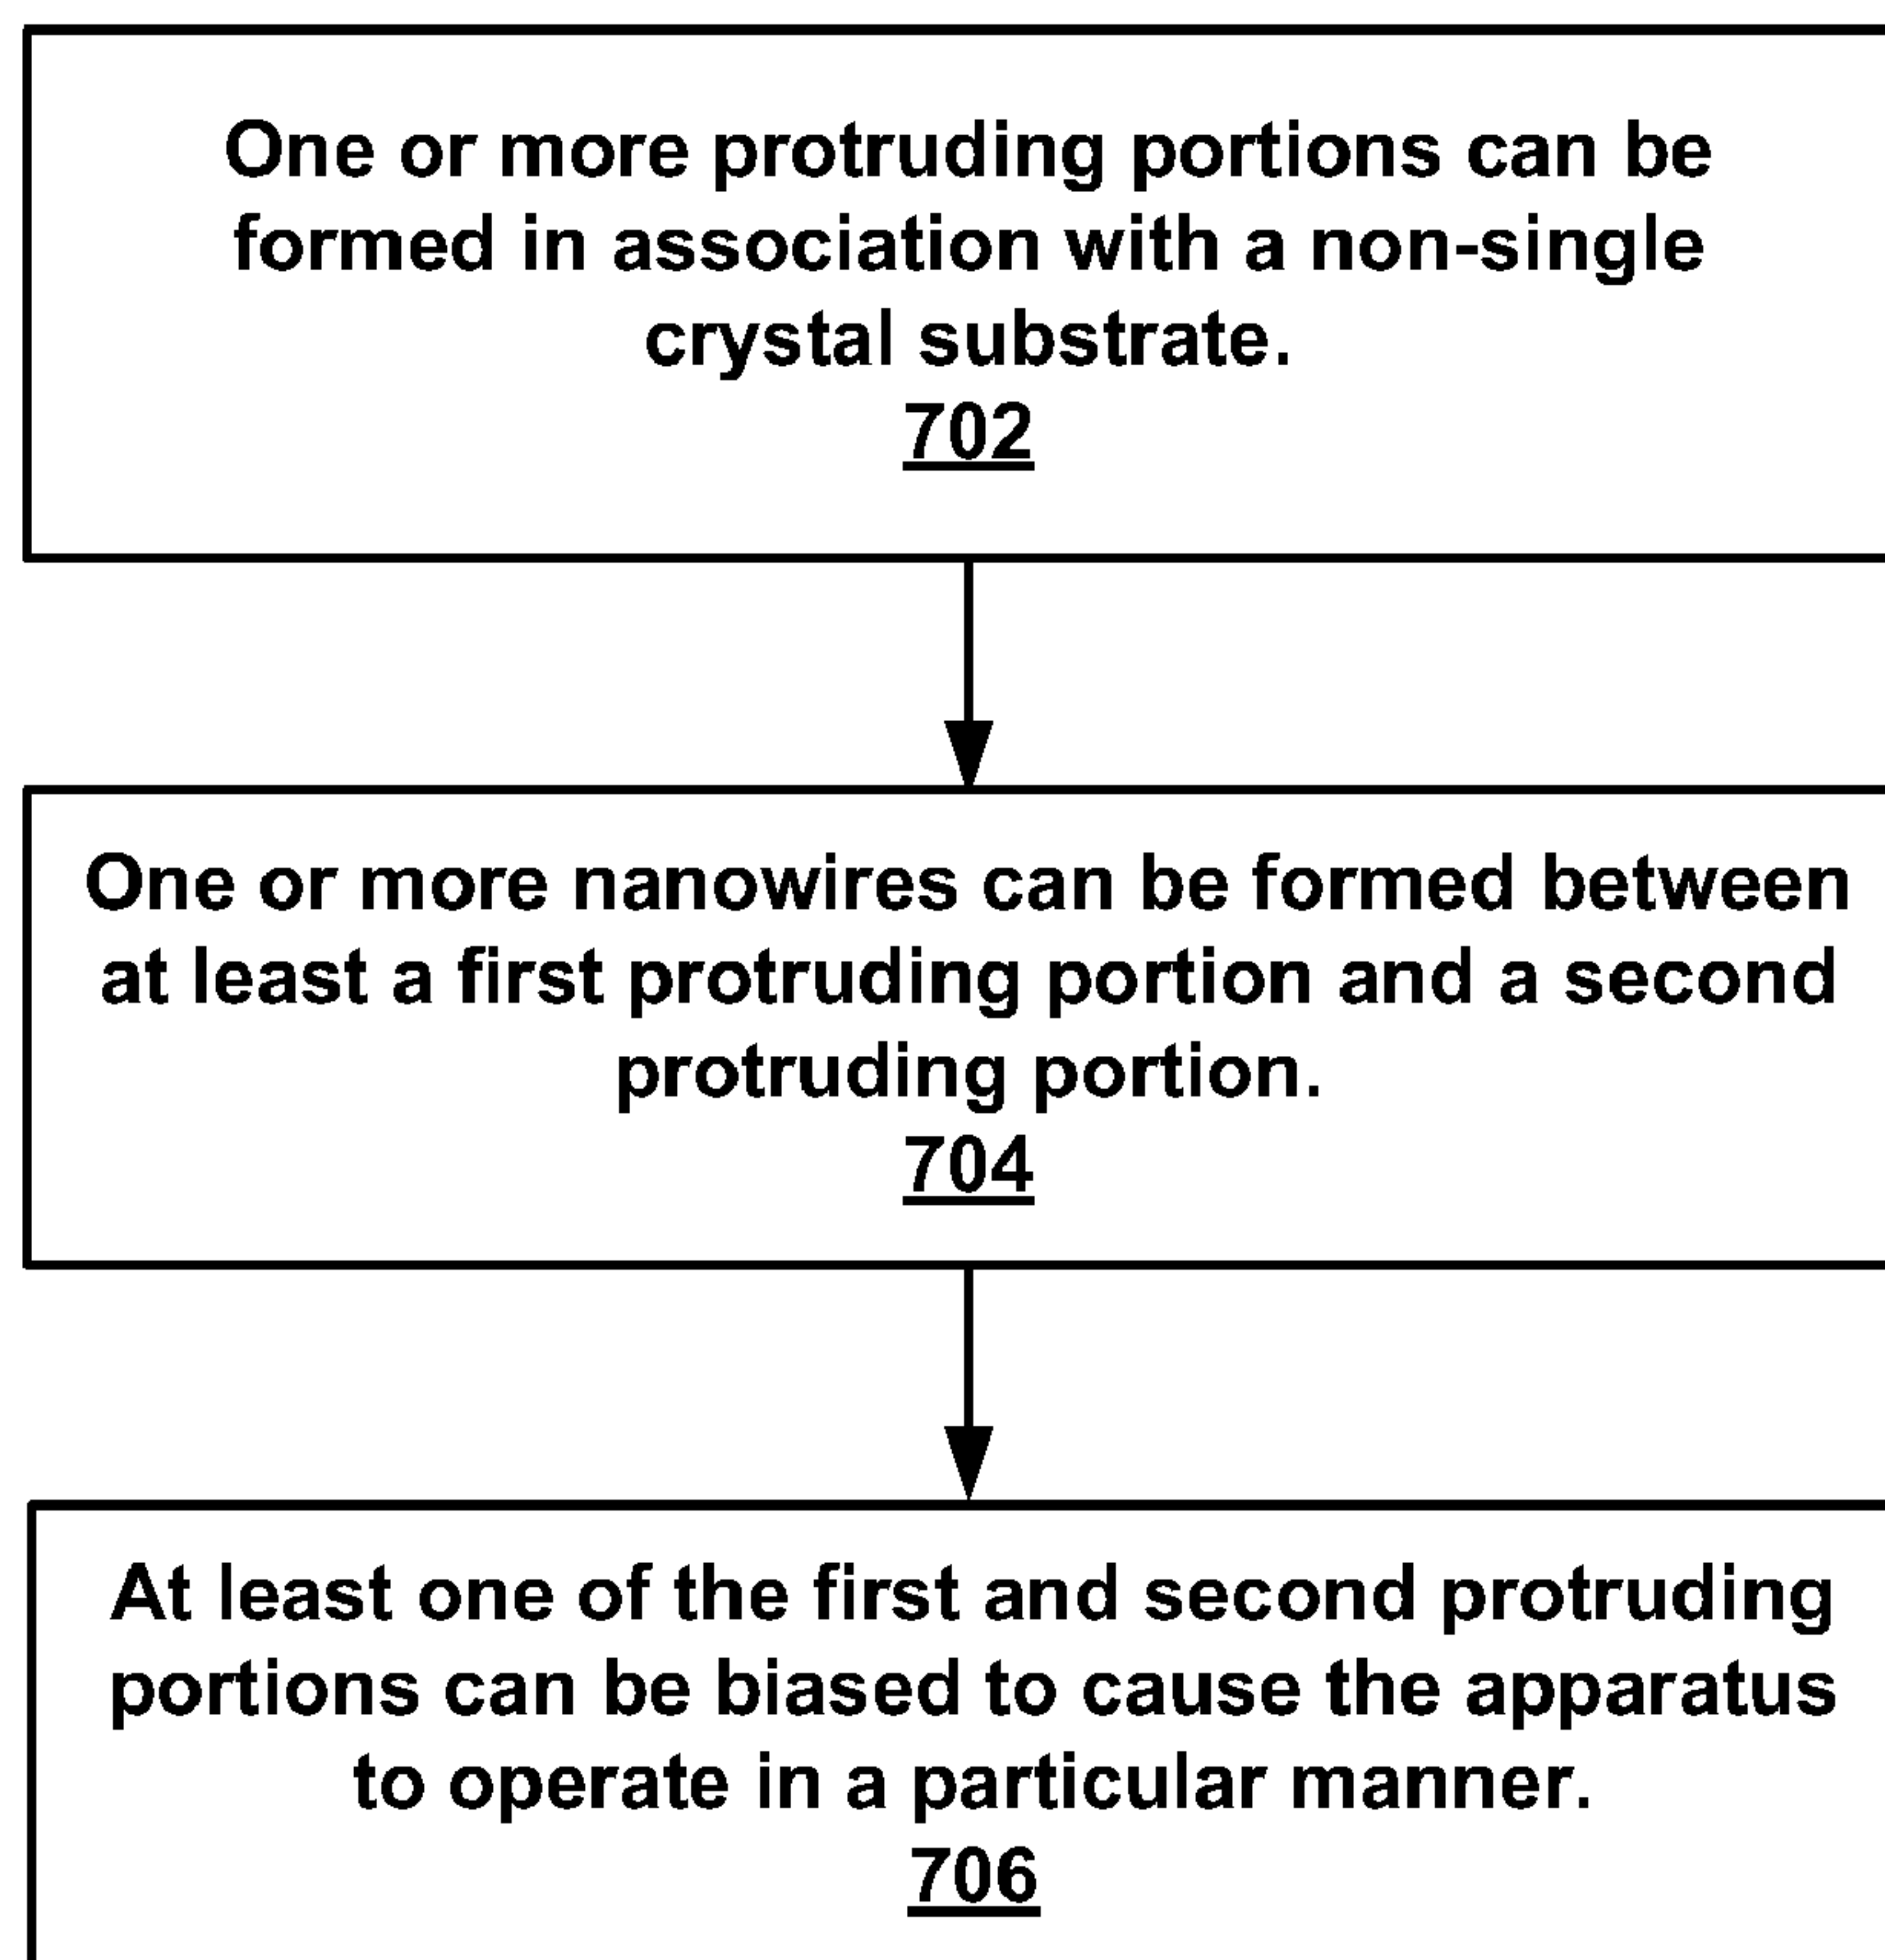 One or more protruding portions can be
formed in association with a non-single
crystal substrate.
702
One or more nanowires can be formed between
at least a first protruding portion and a second
protruding portion.
704
At least one of the first and second protruding
portions can be biased to cause the apparatus
to operate in a particular manner.
706